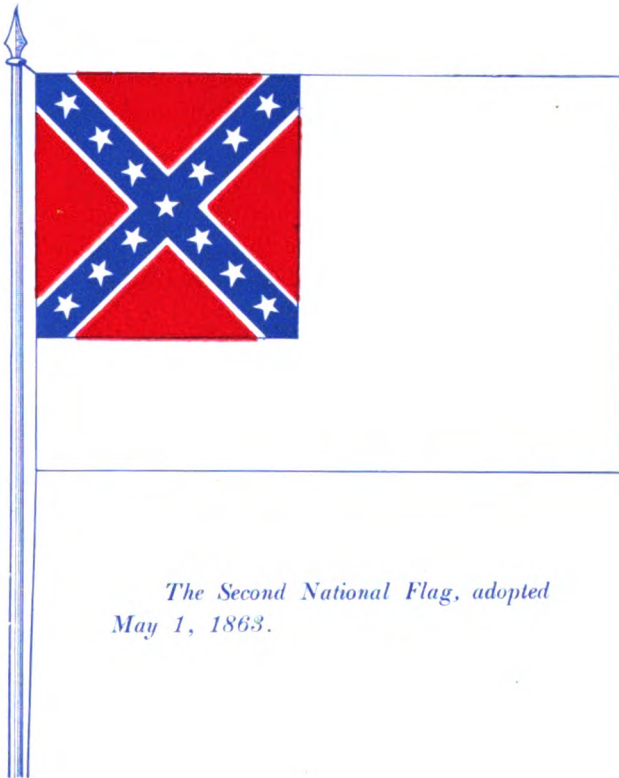 The Second National Flag, adopted
May 1, 1863.